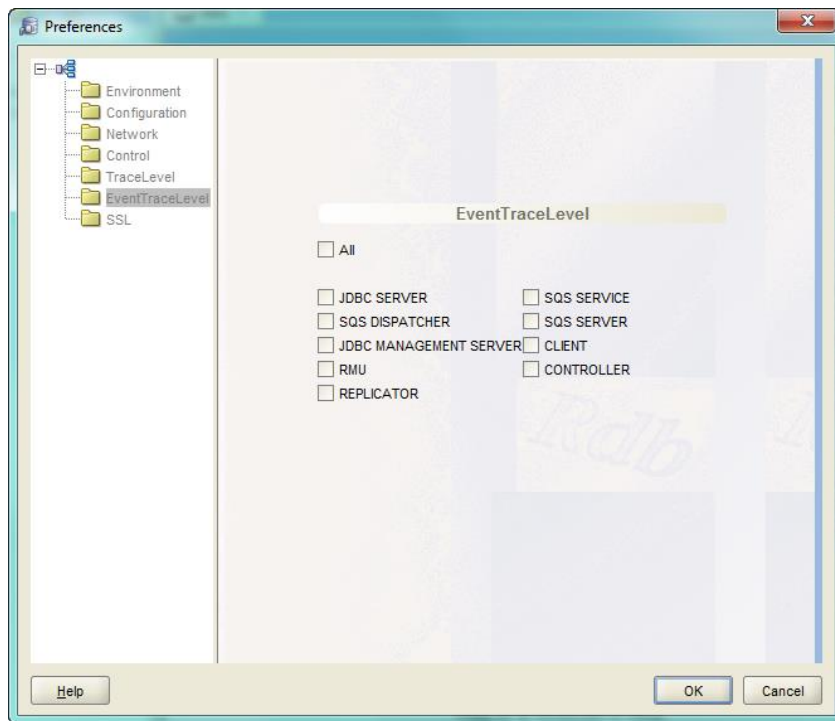 Preferences
Environment
Configuration
Network
Control
TraceLevel
EventTraceLevel
SSL
EventTraceLevel
All
JDBC SERVER
SQS SERVICE
SQS DISPATCHER
SQS SERVER
JDBC MANAGEMENT SERVER
CLIENT
RMU
CONTROLLER
REPLICATOR
Rdb
Help
OK
Cancel